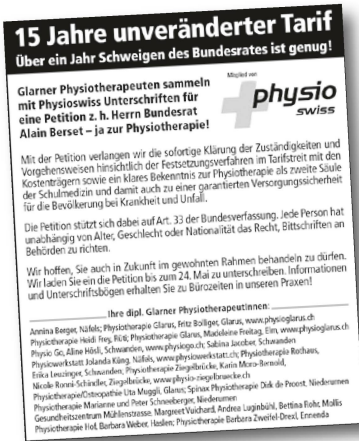 15 Jahre unveränderter Tarif
Über ein Jahr Schweigen des Bundesrates ist genug!
Glarner Physiotherapeuten sammeln
mit Physioswiss Unterschriften für
eine Petition z. h. Herrn Bundesrat
Alain Berset – ja zur Physiotherapie!
Mitglied von
physio
swiss
Mit der Petition verlangen wir die sofortige Klärung der Zuständigkeiten und
Vorgehensweisen hinsichtlich der Festsetzungsverfahren im Tarifstreit mit den
Kostenträgern sowie ein klares Bekenntnis zur Physiotherapie als zweite Säule
der Schulmedizin und damit auch zu einer garantierten Versorgungssicherheit
für die Bevölkerung bei Krankheit und Unfall.
Die Petition stützt sich dabei auf Art. 33 der Bundesverfassung. Jede Person hat
unabhängig von Alter, Geschlecht oder Nationalität das Recht, Bittschriften an
Behörden zu richten.
Wir hoffen, Sie auch in Zukunft im gewohnten Rahmen behandeln zu dürfen.
Wir laden Sie ein die Petition bis zum 24. Mai zu unterschreiben. Informationen
und Unterschriftsbögen erhalten Sie zu Bürozeiten in unseren Praxen!
Ihre dipl. Glarner Physiotherapeutinnen:
Annina Berger, Näfels; Physiotherapie Glarus, Fritz Bolliger, Glarus, www.physioglarus.ch
Physiotherapie Heidi Frey, Rüti; Physiotherapie Glarus, Madeleine Freitag, Elm, www.physioglarus.ch
Physio Go, Aline Hösli, Schwanden, www.physiogo.ch; Sabina Jacober, Schwanden
Physiowerkstatt Jolanda Küng, Näfels, www.physiowerkstatt.ch; Physiotherapie Rothaus,
Erika Leuzinger, Schwanden; Physiotherapie Ziegelbrücke, Karin Mora-Bernold,
Nicole Ronni-Schindler, Ziegelbrücke, www.physio-ziegelbruecke.ch
Physiotherapie/Osteopathie Uta Muggli, Glarus; Spinax Physiotherapie Dirk de Proost, Niederurnen
Physiotherapie Marianne und Peter Schneeberger, Niederurnen
Gesundheitszentrum Mühlenstrasse, Margreet Vuichard, Andrea Luginbühl, Bettina Rohr, Mollis
Physiotherapie Hof, Barbara Weber, Haslen; Physiotherapie Barbara Zweifel-Drexl, Ennenda